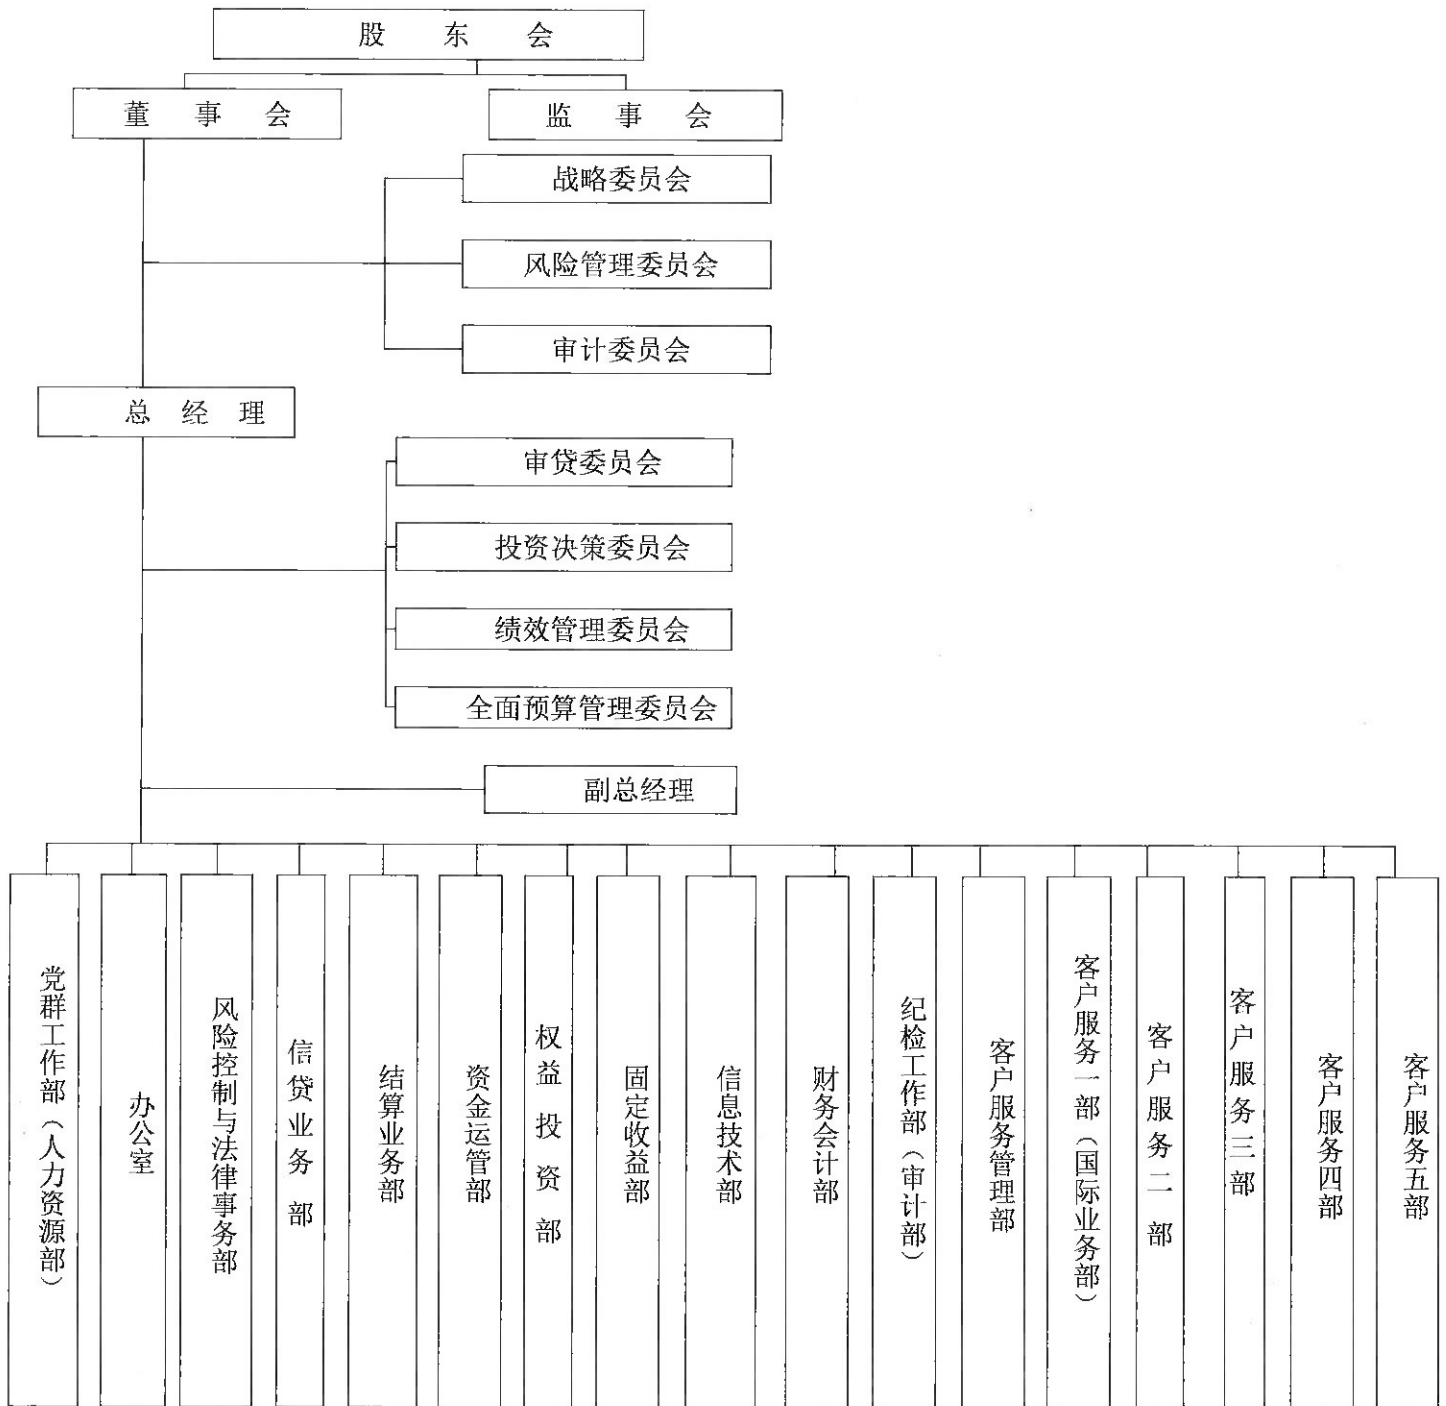 股东会
董事会
监事会
战略委员会
风险管理委员会
审计委员会
总经理
审贷委员会
投资决策委员会
绩效管理委员会
全面预算管理委员会
副总经理
党群工作部（人力资源部）
办公室
风险控制与法律事务部
信贷业务部
结算业务部
资金运管部
权益投资部
固定收益部
信息技术部
财务会计部
纪检工作部（审计部）
客户服务管理部
客户服务一部（国际业务部）
客户服务二部
客户服务三部
客户服务四部
客户服务五部